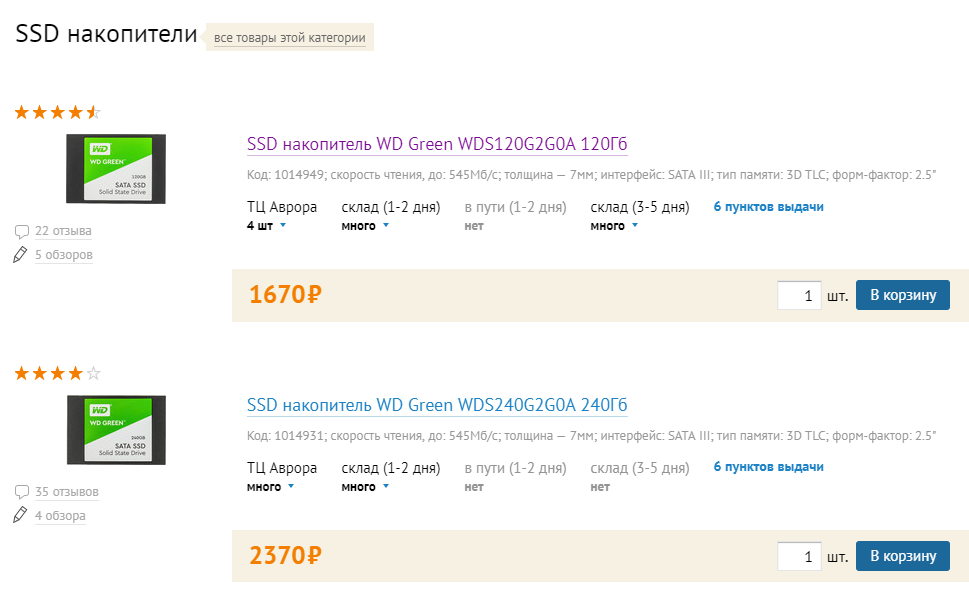 SSD накопители все товары этой категории
WD
WD GREEN
120GB
SATA SSD
Solid State Drive
SSD накопитель WD Green WDS120G2G0A 120Гб
Код: 1014949; скорость чтения, до: 545Мб/с; толщина — 7мм; интерфейс: SATA III; тип памяти: 3D TLC; форм-фактор: 2.5"
ТЦ Аврора склад (1-2 дня) в пути (1-2 дня) склад (3-5 дня) 6 пунктов выдачи
4 шт много нет много
22 отзыва
5 обзоров
1670₽ 1 шт. В корзину
WD
WD GREEN
240GB
SATA SSD
Solid State Drive
SSD накопитель WD Green WDS240G2G0A 240Гб
Код: 1014931; скорость чтения, до: 545Мб/с; толщина — 7мм; интерфейс: SATA III; тип памяти: 3D TLC; форм-фактор: 2.5"
ТЦ Аврора склад (1-2 дня) в пути (1-2 дня) склад (3-5 дня) 6 пунктов выдачи
много много нет нет
35 отзывов
4 обзора
2370₽ 1 шт. В корзину